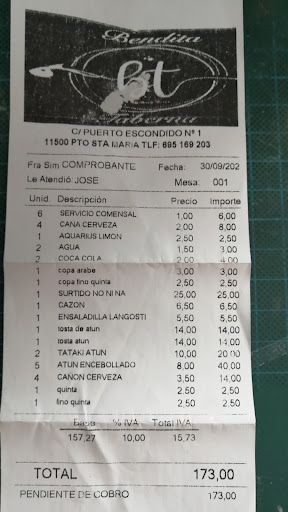 Bendita
bt
Taberna
C/ PUERTO ESCONDIDO Nº 1
11500 PTO STA MARIA TLF: 695 169 203
Fra Sim COMPROBANTE Fecha: 30/09/202
Le Atendió JOSE Mesa: 001
Unid. Descripción Precio Importe
6 SERVICIO COMENSAL 1,00 6,00
4 CAÑA CERVEZA 2,00 8,00
1 AQUARIUS LIMON 2,50 2,50
2 AGUA 1,50 3,00
2 COCA COLA 2,00 4,00
1 copa arabe 3,00 3,00
1 copa fino quinta 2,50 2,50
1 SURTIDO NO NI NA 25,00 25,00
1 CAZON 6,50 6,50
1 ENSALADILLA LANGOSTI 5,50 5,50
1 tosta de atun 14,00 14,00
1 tosta atun 14,00 14,00
2 TATAKI ATUN 10,00 20,00
5 ATUN ENCEBOLLADO 8,00 40,00
4 CAÑON CERVEZA 3,50 14,00
1 quinta 2,50 2,50
1 fino quinta 2,50 2,50
Base % IVA Total IVA
157,27 10,00 15,73
TOTAL 173,00
PENDIENTE DE COBRO 173,00